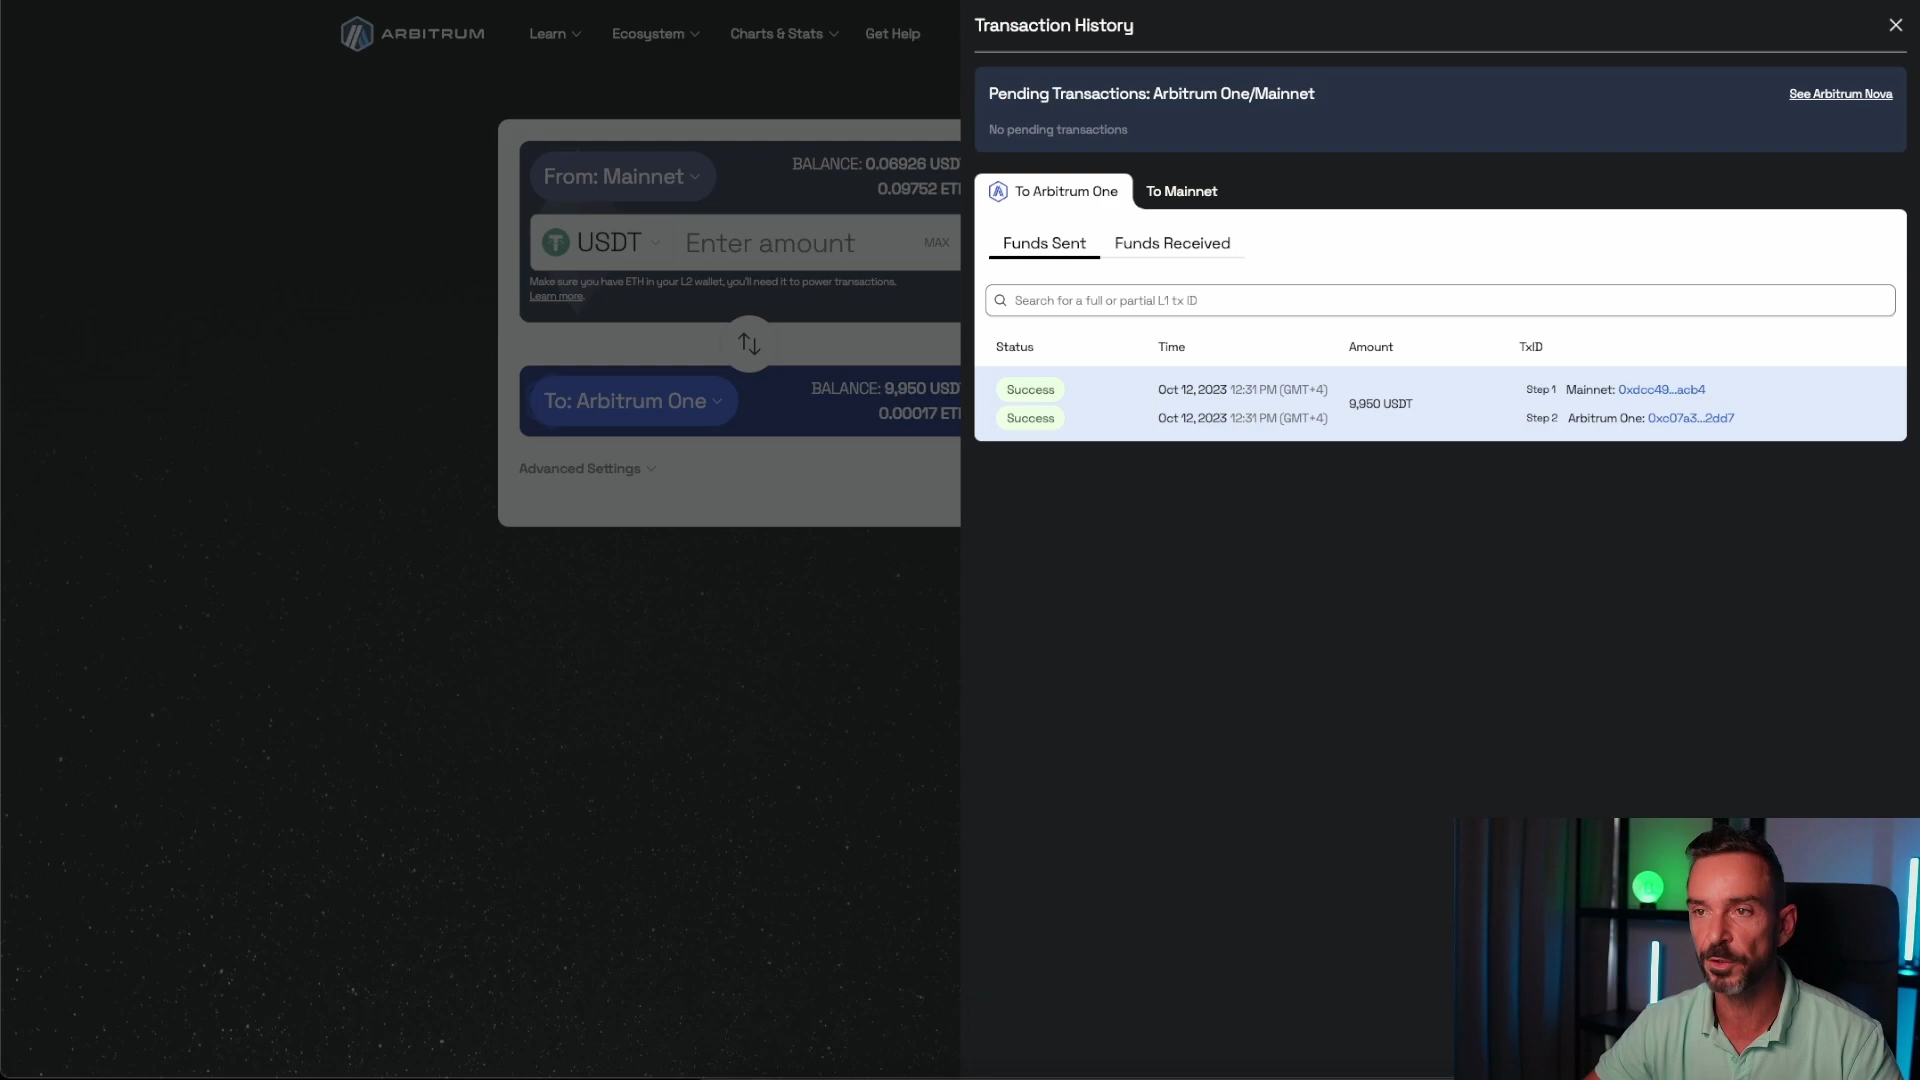 ARBITRUM
Learn
Ecosystem
Charts & Stats
Get Help
From: Mainnet
BALANCE: 0.06926 USD
0.09752 ET
USDT
Enter amount
MAX
Make sure you have ETH in your L2 wallet, you'll need it to power transactions.
Learn more.
To: Arbitrum One
BALANCE: 9,950 USD
0.00017 ET
Advanced Settings
Transaction History
Pending Transactions: Arbitrum One/Mainnet
See Arbitrum Nova
No pending transactions
To Arbitrum One
To Mainnet
Funds Sent
Funds Received
Search for a full or partial L1 tx ID
Status
Time
Amount
TxID
Success
Oct 12, 2023 12:31 PM (GMT+4)
9,950 USDT
Step 1 Mainnet: 0xdcc49...acb4
Success
Oct 12, 2023 12:31 PM (GMT+4)
Step 2 Arbitrum One: 0xc07a3...2dd7